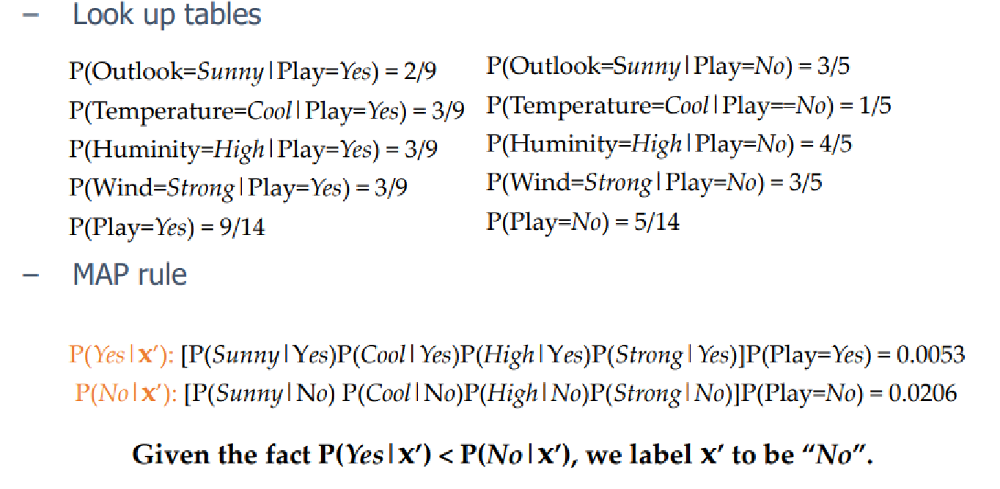 – Look up tables
P(Outlook=Sunny|Play=Yes) = 2/9
P(Temperature=Cool|Play=Yes) = 3/9
P(Huminity=High|Play=Yes) = 3/9
P(Wind=Strong|Play=Yes) = 3/9
P(Play=Yes) = 9/14
P(Outlook=Sunny|Play=No) = 3/5
P(Temperature=Cool|Play==No) = 1/5
P(Huminity=High|Play=No) = 4/5
P(Wind=Strong|Play=No) = 3/5
P(Play=No) = 5/14
– MAP rule
P(Yes|x′): [P(Sunny|Yes)P(Cool|Yes)P(High|Yes)P(Strong|Yes)]P(Play=Yes) = 0.0053
P(No|x′): [P(Sunny|No) P(Cool|No)P(High|No)P(Strong|No)]P(Play=No) = 0.0206
Given the fact P(Yes|x′) < P(No|x′), we label x′ to be “No”.